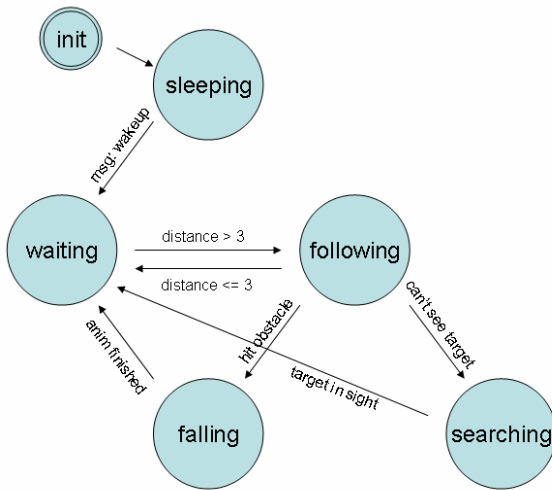 init
sleeping
msg: wakeup
waiting
distance > 3
following
distance <= 3
can't see target
hit obstacle
anim finished
target in sight
falling
searching